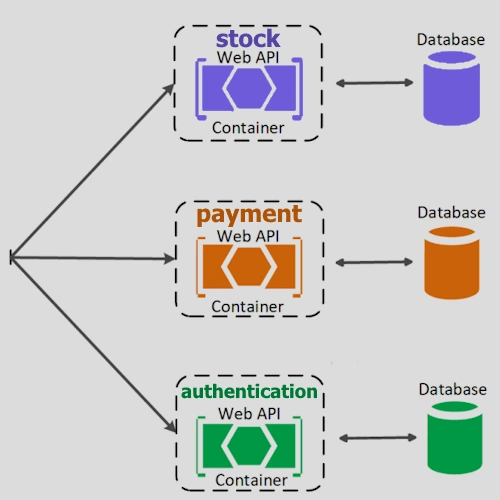 stock
Web API
Container
Database
payment
Web API
Container
Database
authentication
Web API
Container
Database